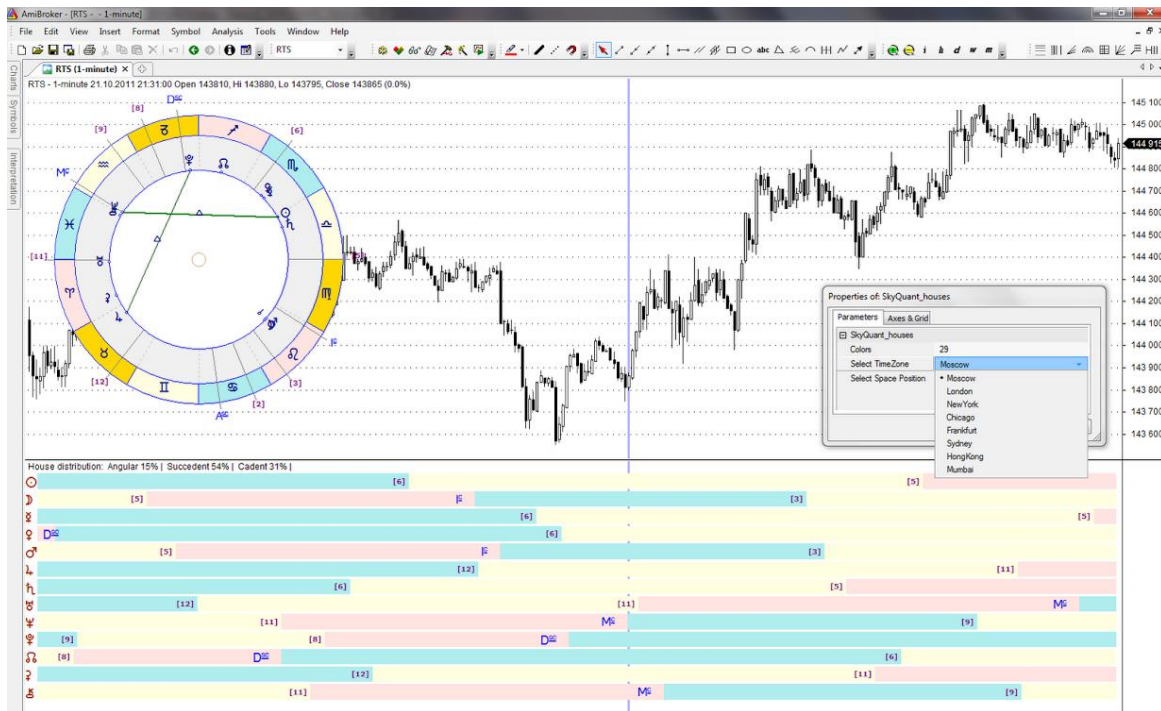 AmiBroker - [RTS - - 1-minute]
File Edit View Insert Format Symbol Analysis Tools Window Help
RTS
abc
Charts
Symbols
Interpretation
RTS (1-minute)
RTS - 1-minute 21.10.2011 21:31:00 Open 143810, Hi 143880, Lo 143795, Close 143865 (0.0%)
[8]
[9]
[6]
[11]
[12]
[2]
[3]
145 100
145 000
144 915
144 800
144 700
144 600
144 500
144 400
144 300
144 200
144 100
144 000
143 900
143 800
143 700
143 600
Properties of: SkyQuant_houses
Parameters Axes & Grid
SkyQuant_houses
Colors 29
Select TimeZone Moscow
Select Space Position
Moscow
London
NewYork
Chicago
Frankfurt
Sydney
HongKong
Mumbai
House distribution: Angular 15% | Succedent 54% | Cadent 31% |
[6] [5]
[5] [3]
[6] [5]
[6]
[5] [3]
[12] [11]
[6] [5]
[12] [11]
[11] [9]
[9] [8]
[8] [6]
[12] [11]
[11] [9]